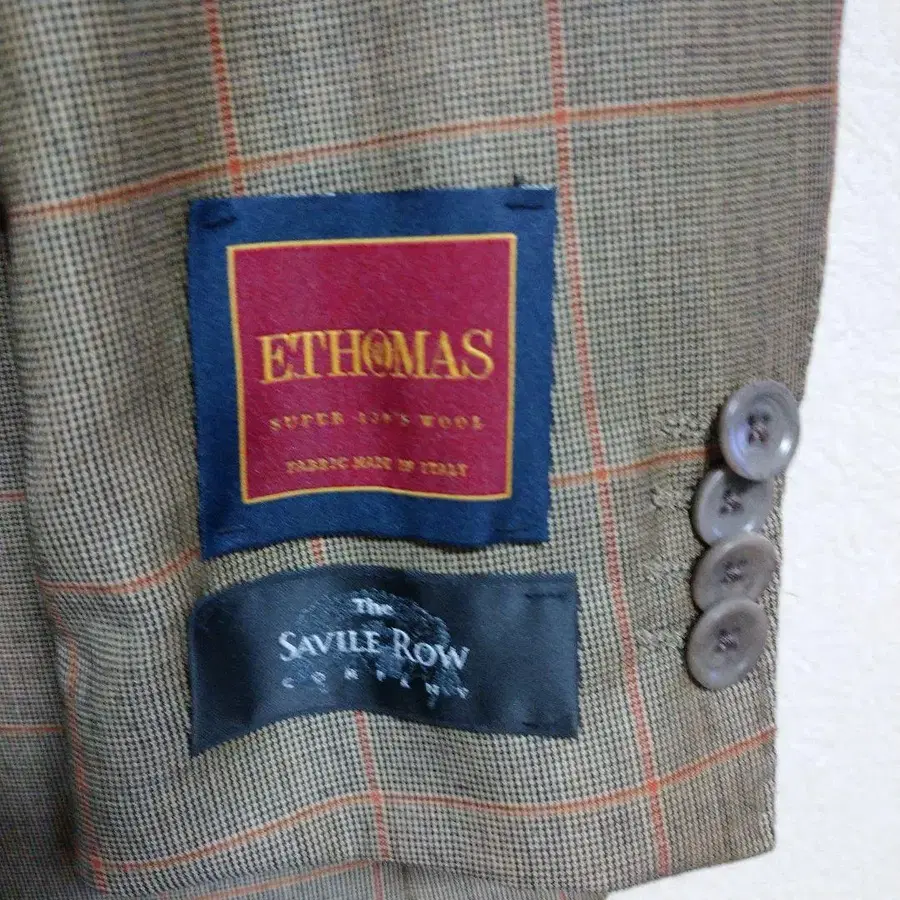 ETHOMAS
SUPER 130'S WOOL
FABRIC MADE IN ITALY
The
SAVILE ROW
COMPANY